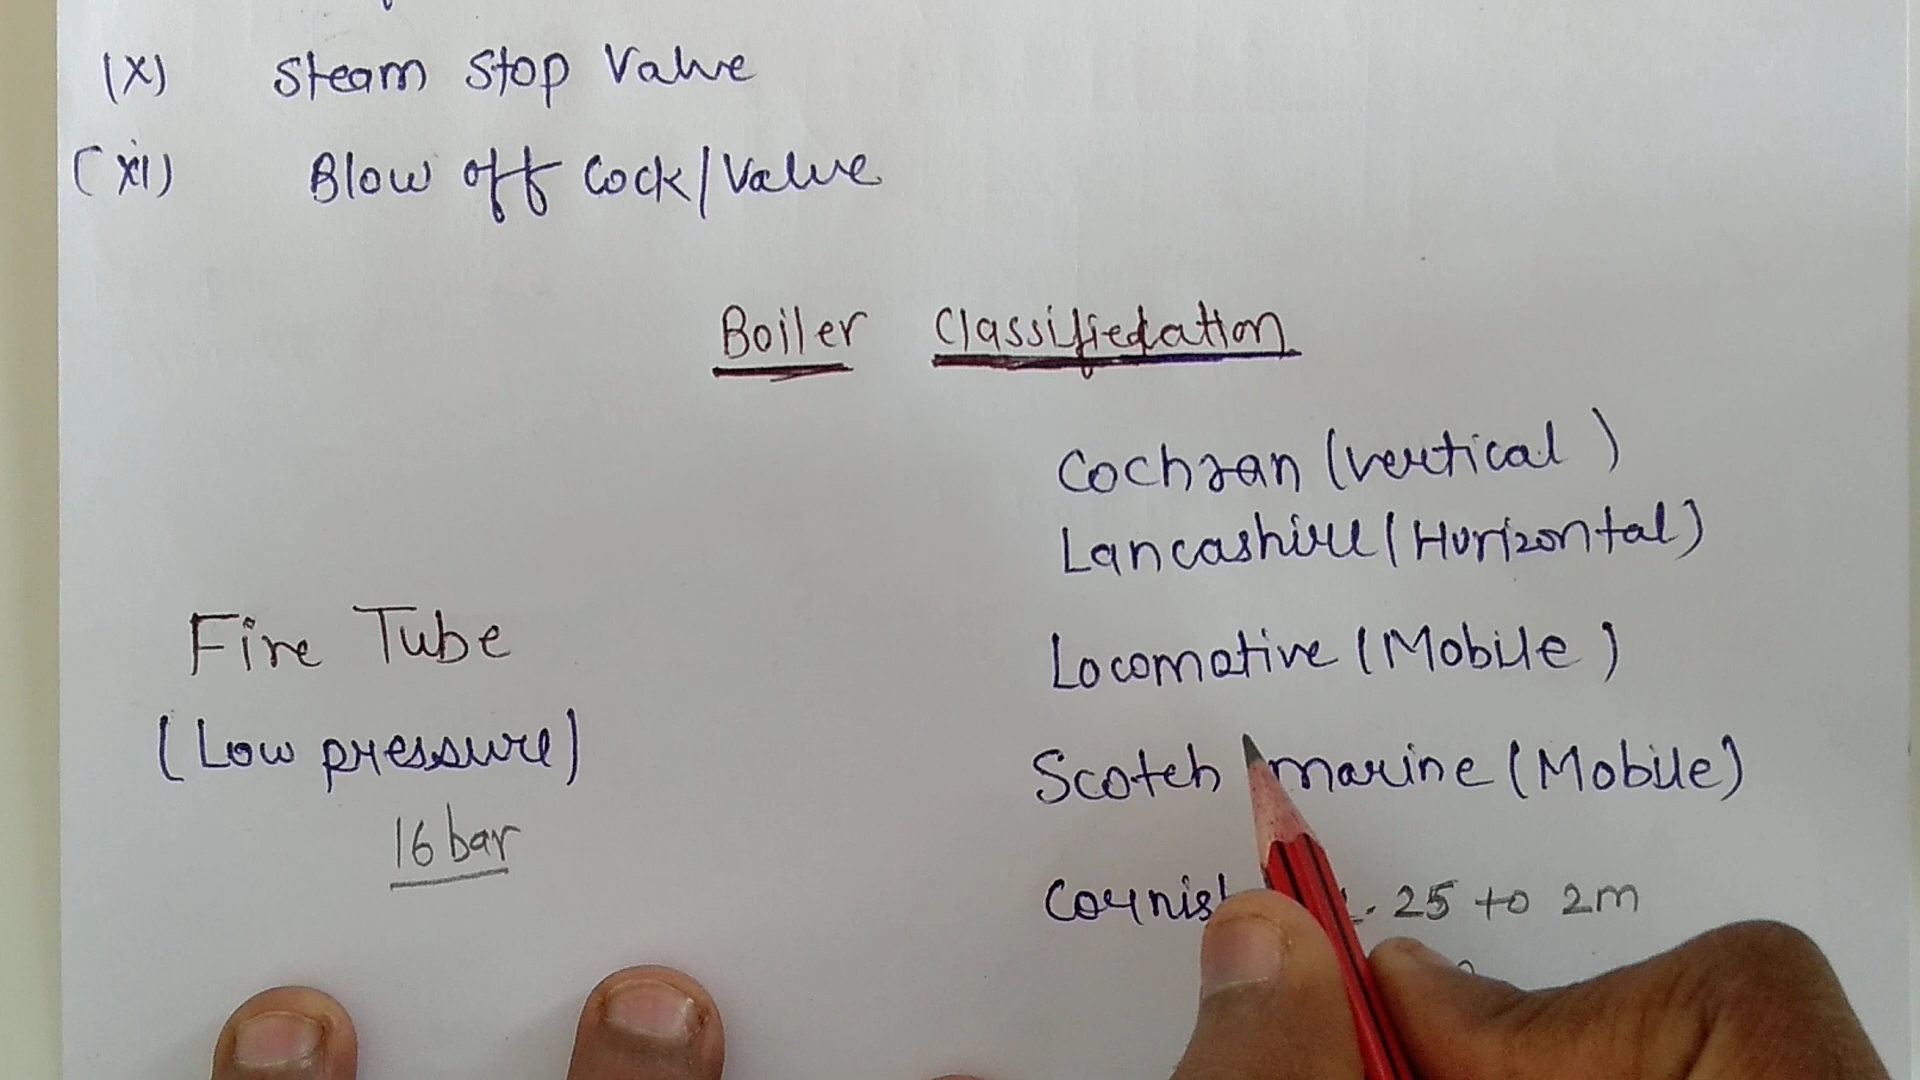 (X) Steam Stop Valve
(XI) Blow off Cock/Valve
Boiler Classifiedation
Cochran (vertical)
Lancashire (Horizontal)
Fire Tube
Locomotive (Mobile)
(Low pressure)
Scotch marine (Mobile)
16 bar
25 to 2m